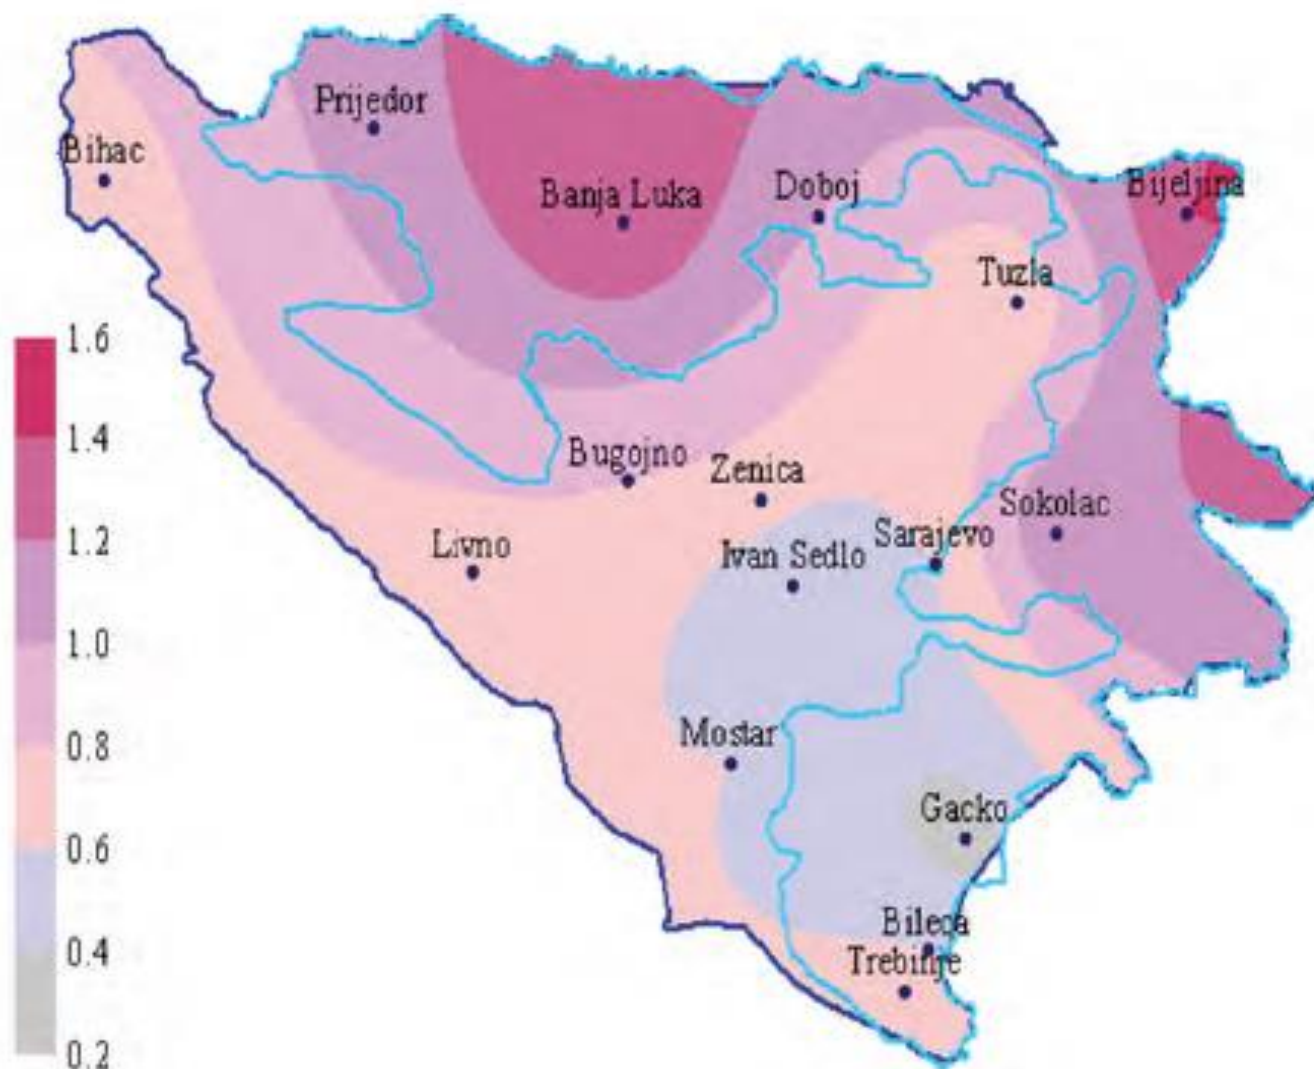 Prijedor
Bihac
Banja Luka
Doboj
Bijeljina
Tuzla
1.6
1.4
Bugojno
Zenica
Sokolac
1.2
Livno
Ivan Sedlo
Sarajevo
1.0
0.8
Mostar
Gacko
0.6
Bileca
0.4
Trebinje
0.2